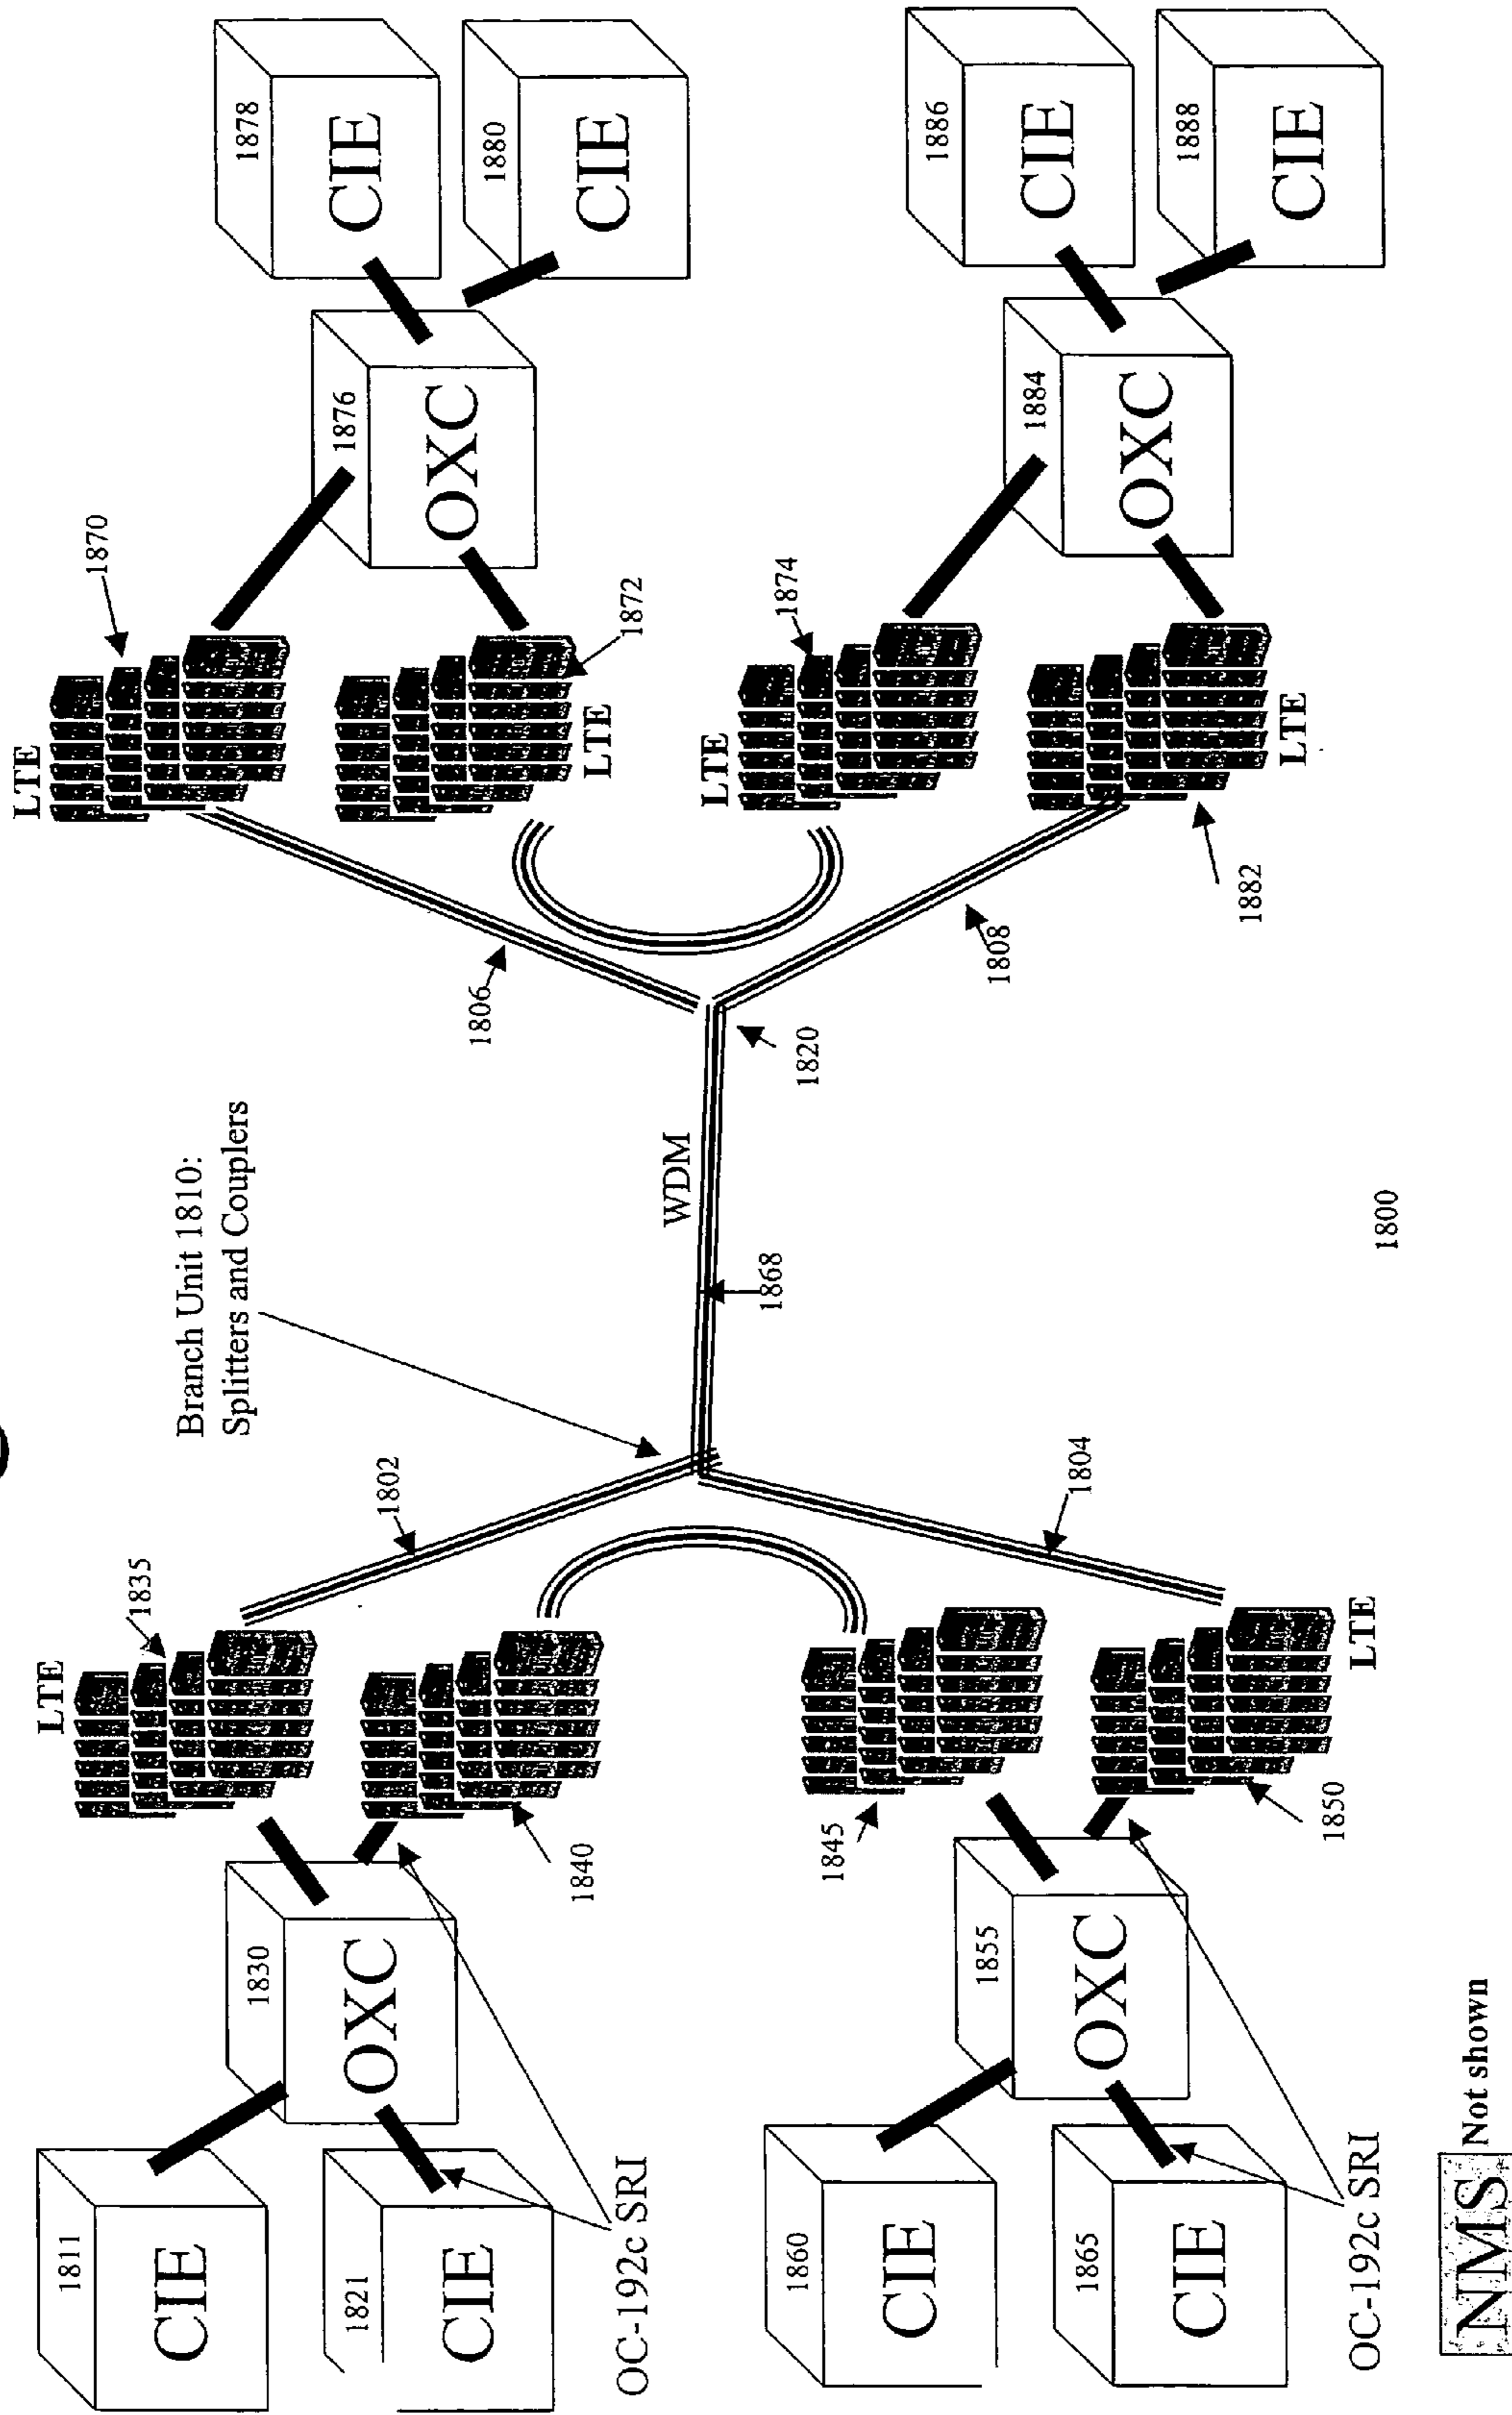 1811
CIE
1821
CIE
OC-192c SRI
1830
OXC
LTE
1835
1840
1802
Branch Unit 1810:
Splitters and Couplers
1860
CIE
1865
CIE
OC-192c SRI
1855
OXC
1845
1850
LTE
1804
WDM
1868
1820
1806
1808
LTE
1870
1872
LTE
1876
OXC
1878
CIE
1880
CIE
LTE
1874
1882
LTE
1884
OXC
1886
CIE
1888
CIE
1800
NMS
Not shown